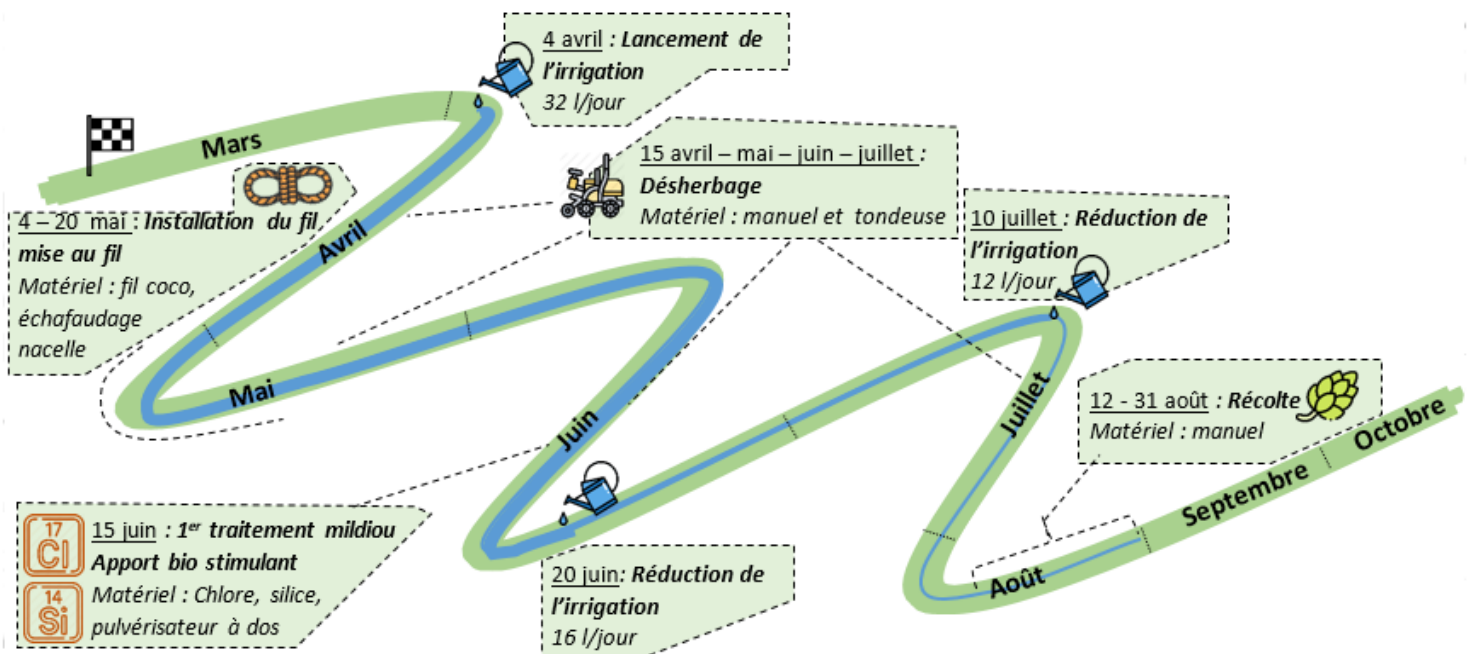 4 avril : Lancement de
l'irrigation
32 l/jour
Mars
15 avril – mai – juin – juillet :
Désherbage
Matériel : manuel et tondeuse
4 – 20 mai : Installation du fil,
mise au fil
Matériel : fil coco,
échafaudage
nacelle
Avril
10 juillet : Réduction de
l'irrigation
12 l/jour
Mai
Juin
Juillet
12 - 31 août : Récolte
Matériel : manuel
Octobre
Septembre
Août
17
Cl
14
Si
15 juin : 1er traitement mildiou
Apport bio stimulant
Matériel : Chlore, silice,
pulvérisateur à dos
20 juin: Réduction de
l'irrigation
16 l/jour